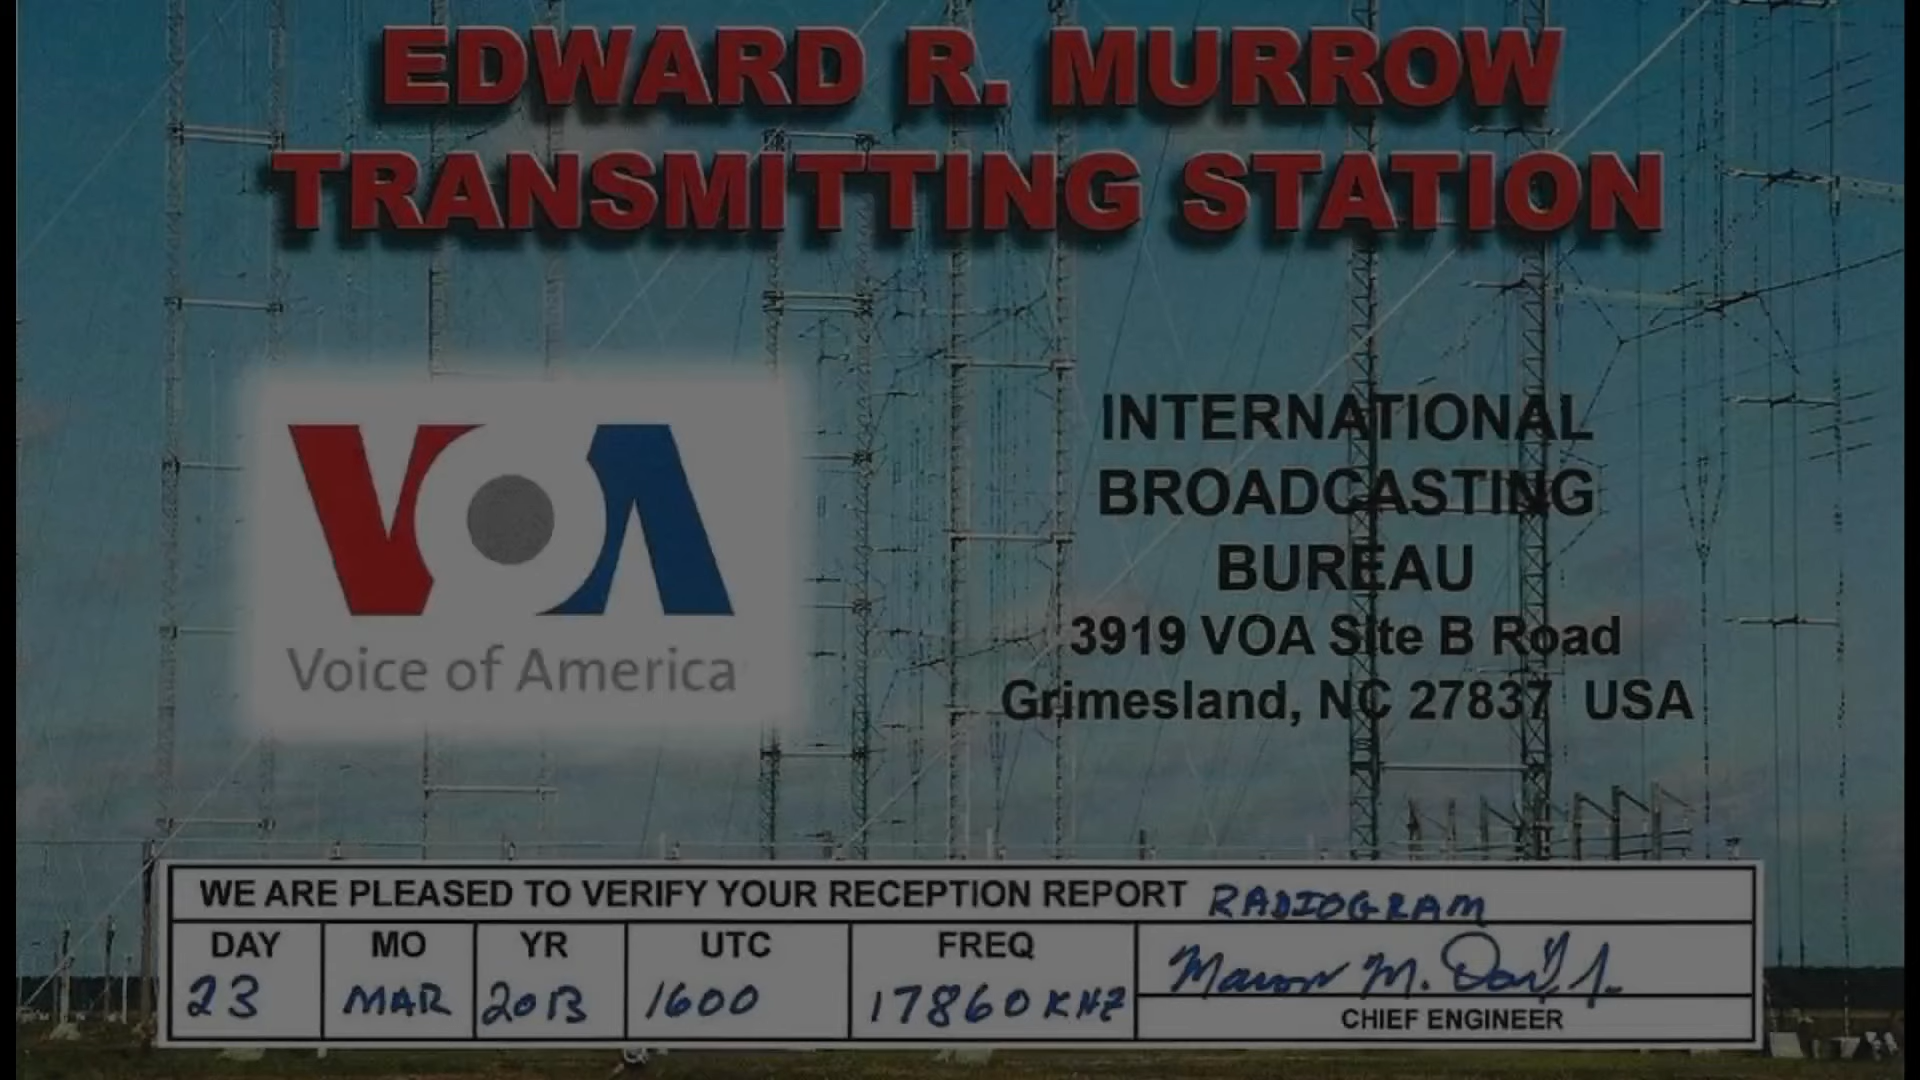 EDWARD R. MURROW
TRANSMITTING STATION
VOA
Voice of America
INTERNATIONAL
BROADCASTING
BUREAU
3919 VOA Site B Road
Grimesland, NC 27837 USA
WE ARE PLEASED TO VERIFY YOUR RECEPTION REPORT RADIOGRAM
DAY MO YR UTC FREQ
23 MAR 2013 1600 17860 KHZ
CHIEF ENGINEER